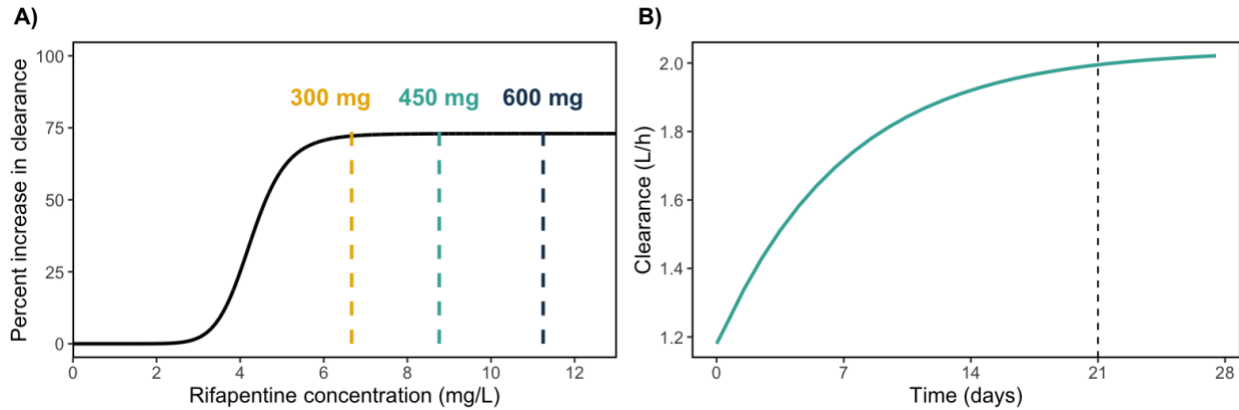 A)
Percent increase in clearance
100
75
50
25
0
300 mg 450 mg 600 mg
0 2 4 6 8 10 12
Rifapentine concentration (mg/L)
B)
Clearance (L/h)
2.0
1.8
1.6
1.4
1.2
0 7 14 21 28
Time (days)